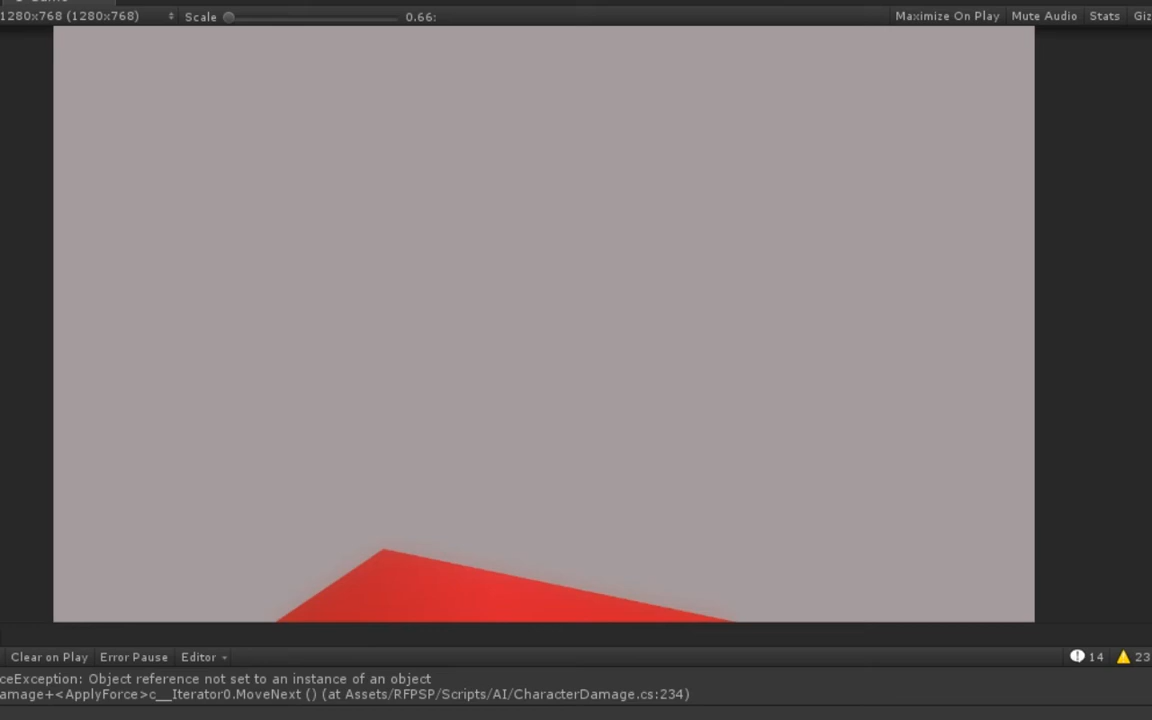 1280x768 (1280x768) Scale 0.66: Maximize On Play Mute Audio Stats Giz
Clear on Play Error Pause Editor 14 23
ceException: Object reference not set to an instance of an object
amage+<ApplyForce>c__Iterator0.MoveNext () (at Assets/RFPSP/Scripts/AI/CharacterDamage.cs:234)